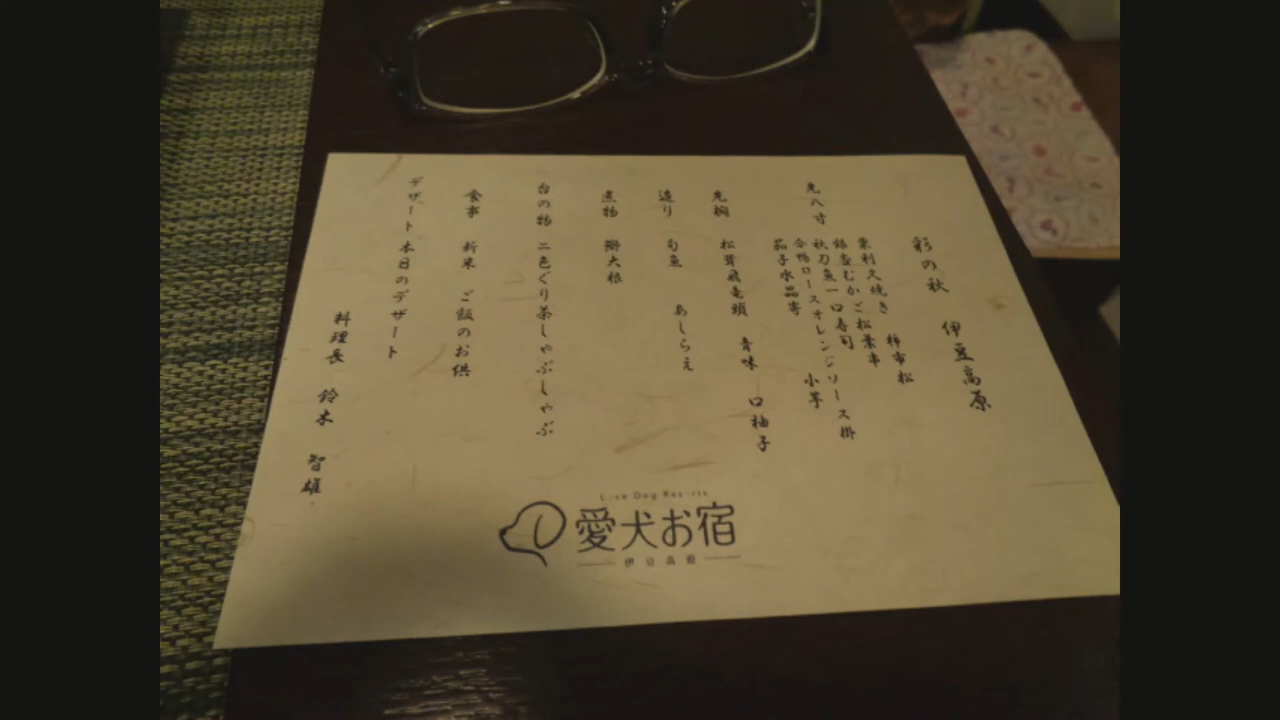 彩の秋 伊豆高原
先八寸
栗利久焼き 柿市松
銀杏むかご松葉串
秋刀魚一口寿司
合鴨ロースオレンジソース掛
茄子水晶寄 小芋
先椀 松茸飛竜頭 青味 口柚子
造り 旬魚 あしらえ
煮物 鰤大根
台の物 二色ぐり茶しゃぶしゃぶ
食事 新米 ご飯のお供
デザート 本日のデザート
料理長 鈴木 智雄
Love Dog Resorts
愛犬お宿
伊豆高原